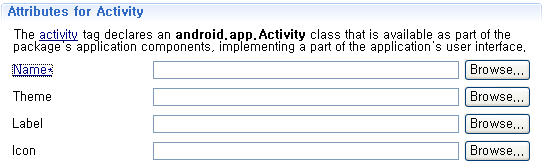 Attributes for Activity
The activity tag declares an android.app.Activity class that is available as part of the
package's application components, implementing a part of the application's user interface.
Name* Browse...
Theme Browse...
Label Browse...
Icon Browse...